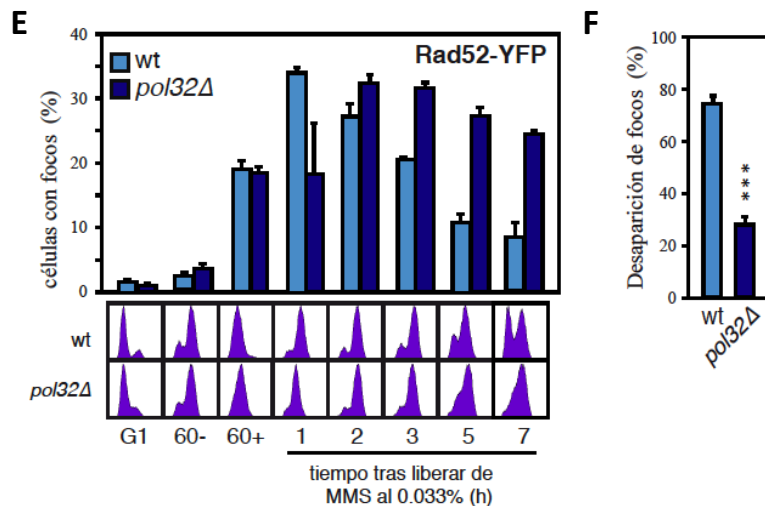 E
F
Rad52-YFP
wt
pol32Δ
células con focos (%)
40
30
20
10
0
wt
pol32Δ
G1 60- 60+ 1 2 3 5 7
tiempo tras liberar de
MMS al 0.033% (h)
Desaparición de focos (%)
100
80
60
40
20
0
***
wt
pol32Δ